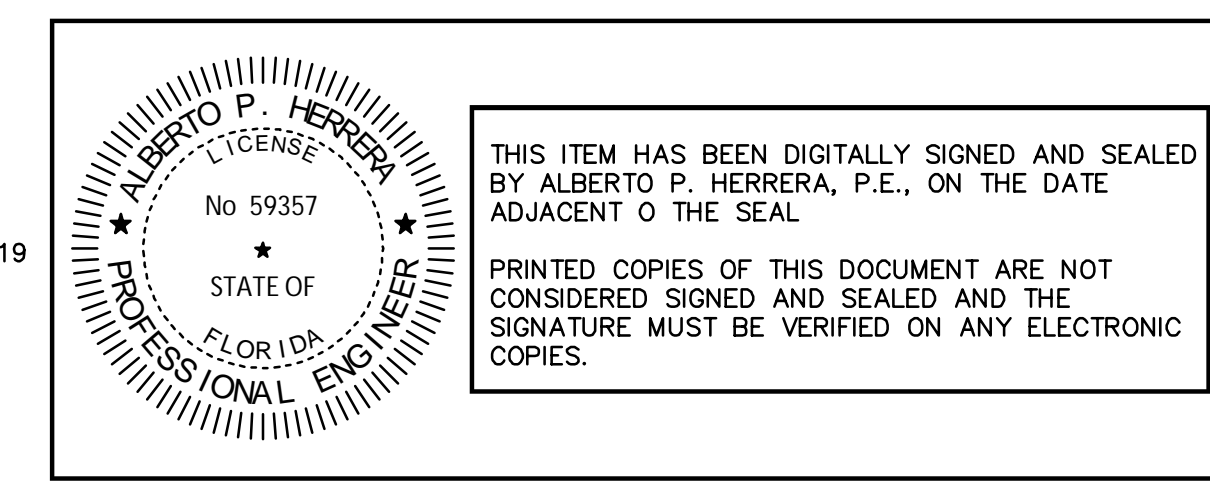 19
ALBERTO P. HERRERA
LICENSE
No 59357
STATE OF
FLORIDA
PROFESSIONAL ENGINEER
THIS ITEM HAS BEEN DIGITALLY SIGNED AND SEALED
BY ALBERTO P. HERRERA, P.E., ON THE DATE
ADJACENT O THE SEAL
PRINTED COPIES OF THIS DOCUMENT ARE NOT
CONSIDERED SIGNED AND SEALED AND THE
SIGNATURE MUST BE VERIFIED ON ANY ELECTRONIC
COPIES.